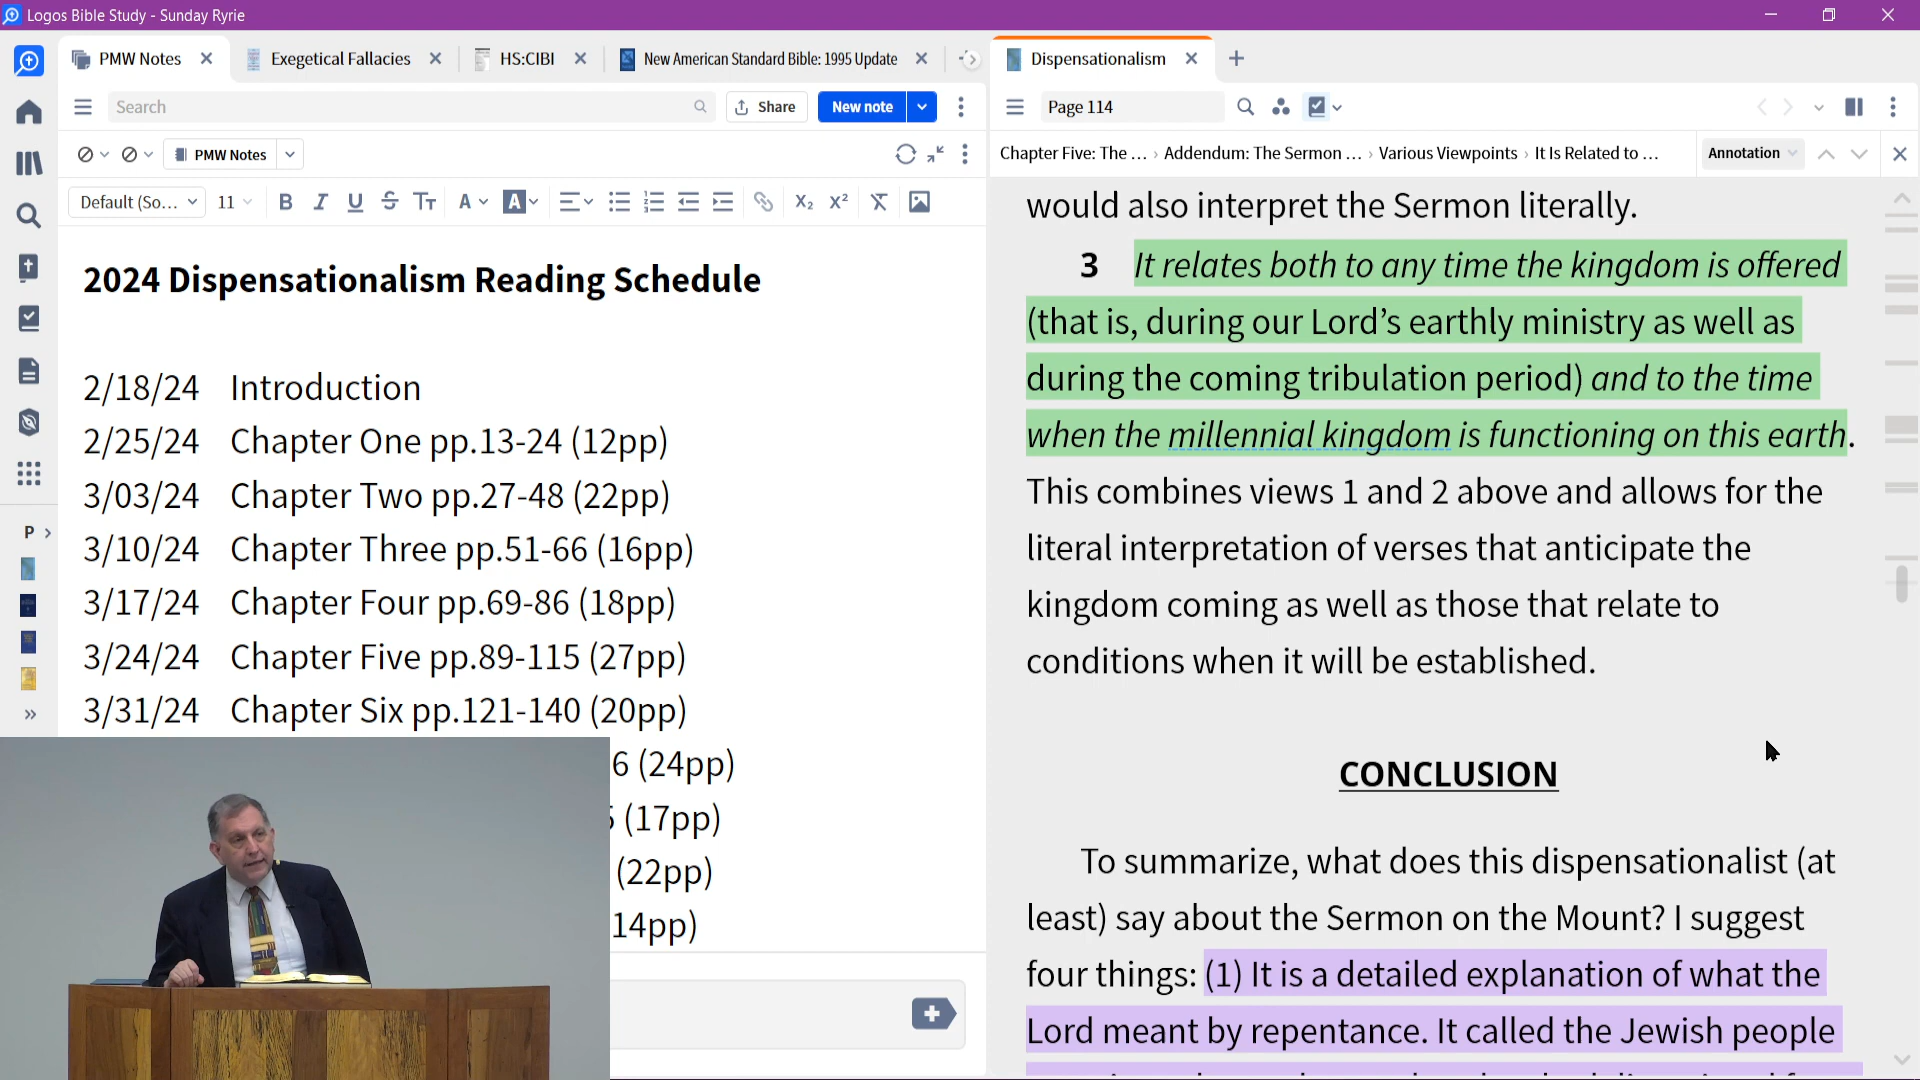 Logos Bible Study - Sunday Ryrie
PMW Notes
Exegetical Fallacies
HS:CIBI
New American Standard Bible: 1995 Update
Dispensationalism
Search
Share
New note
Page 114
PMW Notes
Chapter Five: The ... › Addendum: The Sermon ... › Various Viewpoints › It Is Related to ...
Annotation
Default (So...
11
2024 Dispensationalism Reading Schedule
2/18/24 Introduction
2/25/24 Chapter One pp.13-24 (12pp)
3/03/24 Chapter Two pp.27-48 (22pp)
3/10/24 Chapter Three pp.51-66 (16pp)
3/17/24 Chapter Four pp.69-86 (18pp)
3/24/24 Chapter Five pp.89-115 (27pp)
3/31/24 Chapter Six pp.121-140 (20pp)
6 (24pp)
(17pp)
(22pp)
14pp)
P
would also interpret the Sermon literally.
3 It relates both to any time the kingdom is offered
(that is, during our Lord’s earthly ministry as well as
during the coming tribulation period) and to the time
when the millennial kingdom is functioning on this earth.
This combines views 1 and 2 above and allows for the
literal interpretation of verses that anticipate the
kingdom coming as well as those that relate to
conditions when it will be established.
CONCLUSION
To summarize, what does this dispensationalist (at
least) say about the Sermon on the Mount? I suggest
four things: (1) It is a detailed explanation of what the
Lord meant by repentance. It called the Jewish people